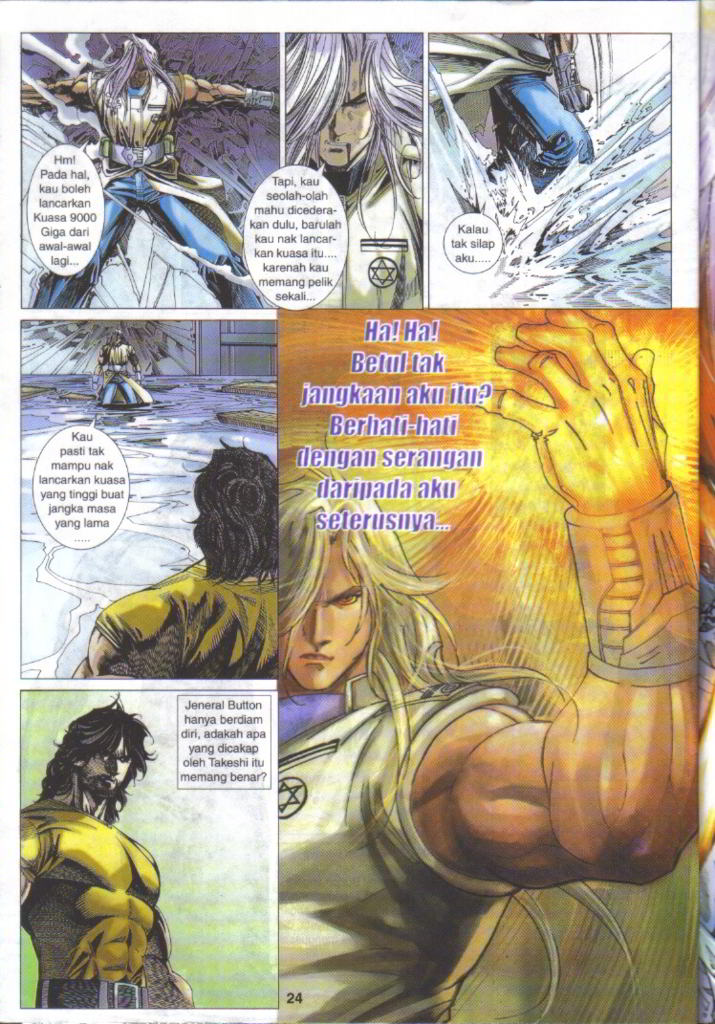 Hm!
Pada hal,
kau boleh
lancarkan
Kuasa 9000
Giga dari
awal-awal
lagi...
Tapi, kau
seolah-olah
mahu dicedera-
kan dulu, barulah
kau nak lancar-
kan kuasa itu....
karenah kau
memang pelik
sekali...
Kalau
tak silap
aku.....
Kau
pasti tak
mampu nak
lancarkan kuasa
yang tinggi buat
jangka masa
yang lama
.....
Ha! Ha!
Betul tak
jangkaan aku itu?
Berhati-hati
dengan serangan
daripada aku
seterusnya...
Jeneral Button
hanya berdiam
diri, adakah apa
yang dicakap
oleh Takeshi itu
memang benar?
24